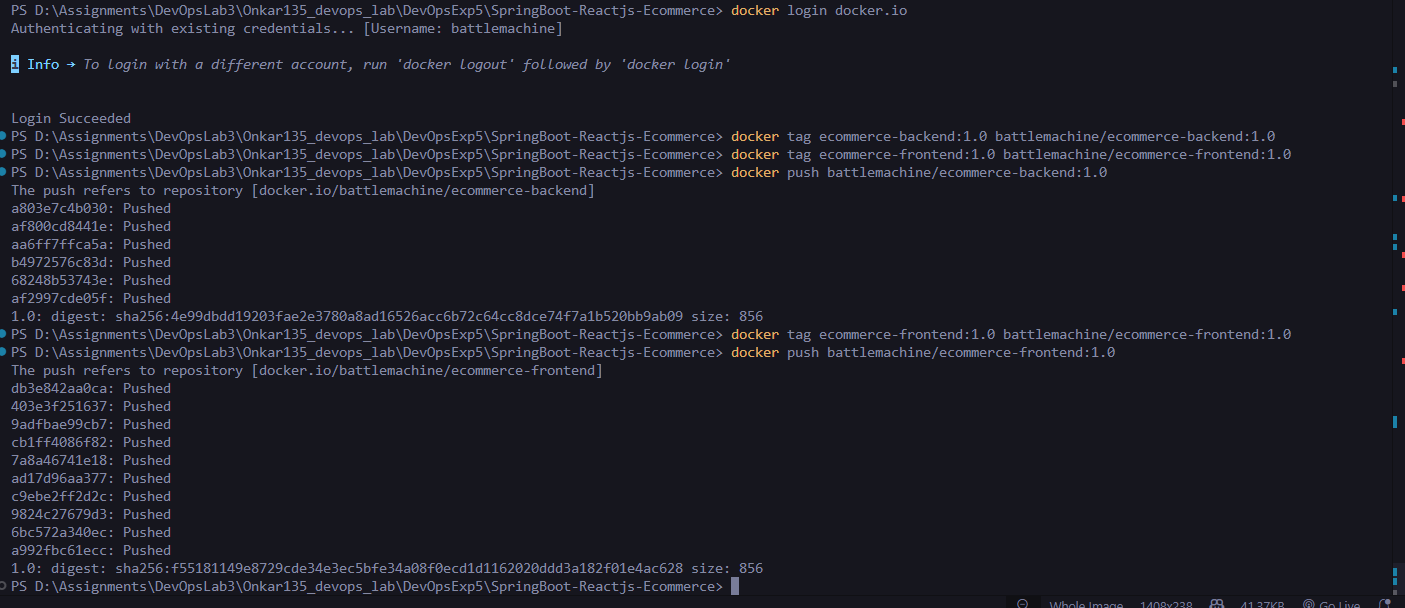 PS D:\Assignments\DevOpsLab3\Onkar135_devops_lab\DevOpsExp5\SpringBoot-Reactjs-Ecommerce> docker login docker.io
Authenticating with existing credentials... [Username: battlemachine]
i Info → To login with a different account, run 'docker logout' followed by 'docker login'
Login Succeeded
PS D:\Assignments\DevOpsLab3\Onkar135_devops_lab\DevOpsExp5\SpringBoot-Reactjs-Ecommerce> docker tag ecommerce-backend:1.0 battlemachine/ecommerce-backend:1.0
PS D:\Assignments\DevOpsLab3\Onkar135_devops_lab\DevOpsExp5\SpringBoot-Reactjs-Ecommerce> docker tag ecommerce-frontend:1.0 battlemachine/ecommerce-frontend:1.0
PS D:\Assignments\DevOpsLab3\Onkar135_devops_lab\DevOpsExp5\SpringBoot-Reactjs-Ecommerce> docker push battlemachine/ecommerce-backend:1.0
The push refers to repository [docker.io/battlemachine/ecommerce-backend]
a803e7c4b030: Pushed
af800cd8441e: Pushed
aa6ff7ffca5a: Pushed
b4972576c83d: Pushed
68248b53743e: Pushed
af2997cde05f: Pushed
1.0: digest: sha256:4e99dbdd19203fae2e3780a8ad16526acc6b72c64cc8dce74f7a1b520bb9ab09 size: 856
PS D:\Assignments\DevOpsLab3\Onkar135_devops_lab\DevOpsExp5\SpringBoot-Reactjs-Ecommerce> docker tag ecommerce-frontend:1.0 battlemachine/ecommerce-frontend:1.0
PS D:\Assignments\DevOpsLab3\Onkar135_devops_lab\DevOpsExp5\SpringBoot-Reactjs-Ecommerce> docker push battlemachine/ecommerce-frontend:1.0
The push refers to repository [docker.io/battlemachine/ecommerce-frontend]
db3e842aa0ca: Pushed
403e3f251637: Pushed
9adfbae99cb7: Pushed
cb1ff4086f82: Pushed
7a8a46741e18: Pushed
ad17d96aa377: Pushed
c9ebe2ff2d2c: Pushed
9824c27679d3: Pushed
6bc572a340ec: Pushed
a992fbc61ecc: Pushed
1.0: digest: sha256:f55181149e8729cde34e3ec5bfe34a08f0ecd1d1162020ddd3a182f01e4ac628 size: 856
PS D:\Assignments\DevOpsLab3\Onkar135_devops_lab\DevOpsExp5\SpringBoot-Reactjs-Ecommerce>
Whole Image 1408x238 41.37KB Go Live